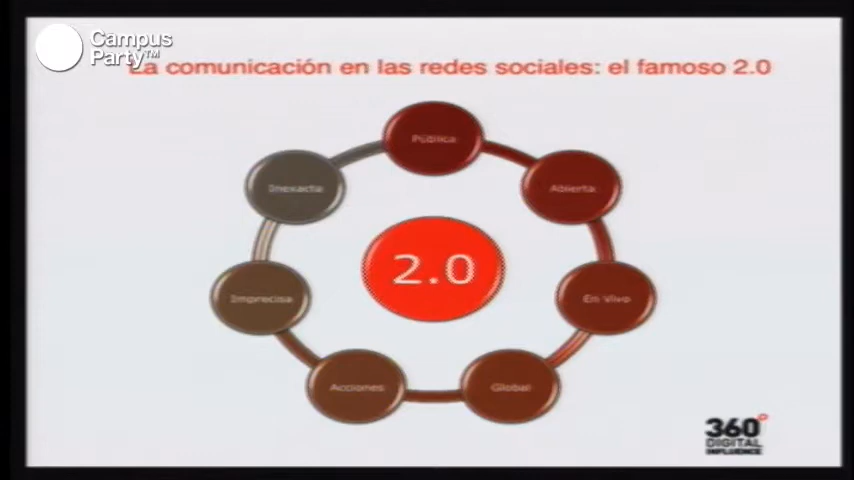 Campus
Party™
La comunicación en las redes sociales: el famoso 2.0
Pública
Inexacta
Abierta
2.0
Imprecisa
En Vivo
Acciones
Global
360°
DIGITAL
INFLUENCE